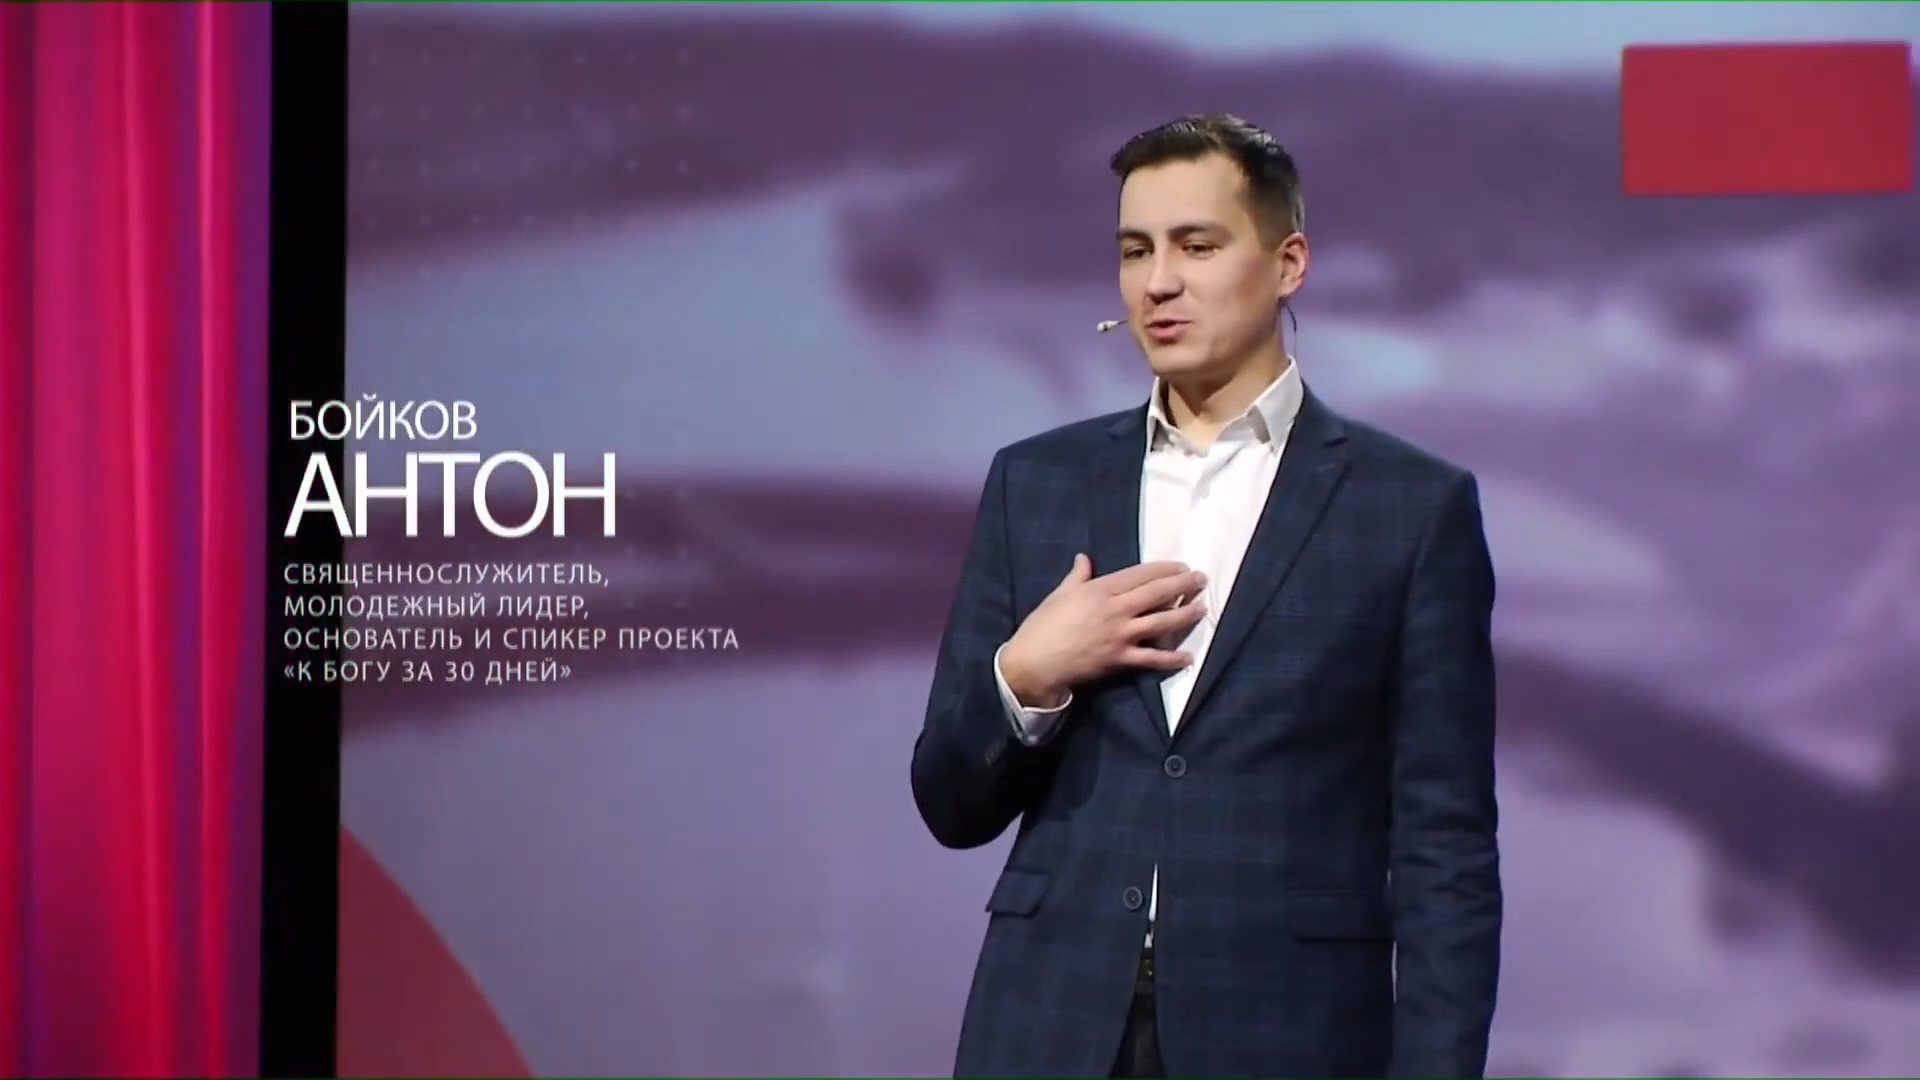 БОЙКОВ
АНТОН
СВЯЩЕННОСЛУЖИТЕЛЬ,
МОЛОДЕЖНЫЙ ЛИДЕР,
ОСНОВАТЕЛЬ И СПИКЕР ПРОЕКТА
«К БОГУ ЗА 30 ДНЕЙ»